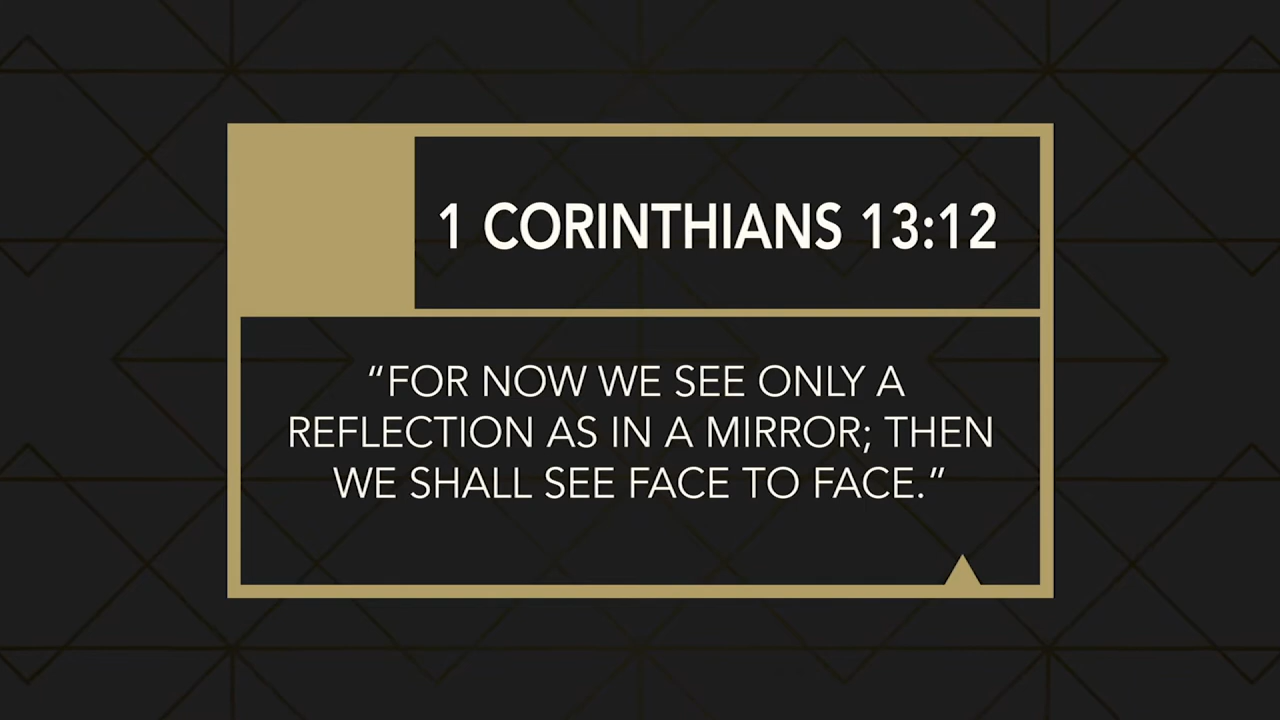 1 CORINTHIANS 13:12
“FOR NOW WE SEE ONLY A
REFLECTION AS IN A MIRROR; THEN
WE SHALL SEE FACE TO FACE.”